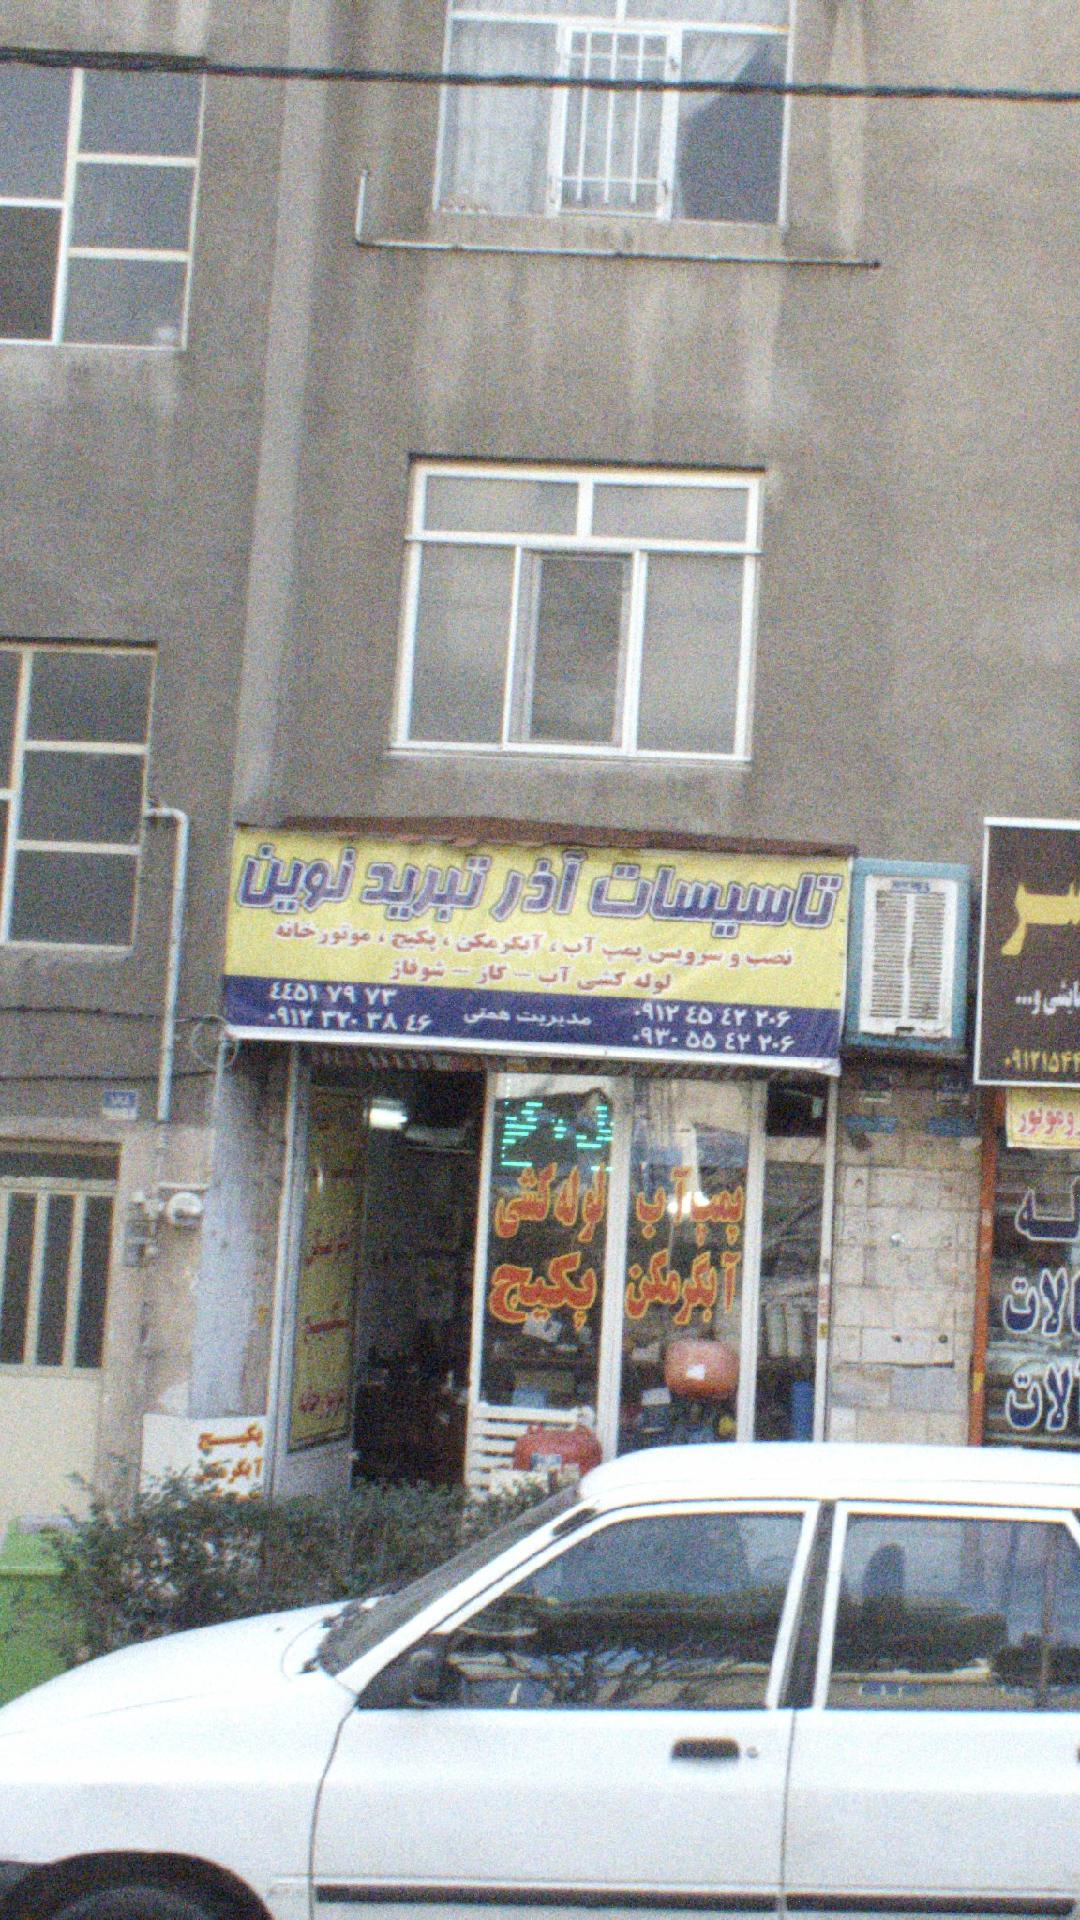 تاسیسات آذر تبرید نوین
نصب و سرویس پمپ آب ، آبگرمکن ، پکیج ، موتورخانه
لوله کشی آب - گاز - شوفاژ
۰۹۱۲ ۴۵ ۴۲ ۲۰۶
۰۹۳۰ ۵۵ ۴۲ ۲۰۶
مدیریت همتی
۴۴۵۱ ۷۹ ۷۳
۰۹۱۲ ۳۲۰ ۳۸ ۴۶
پمپ آب
لوله کشی
آبگرمکن
پکیج
پکیج
آبگرمکن